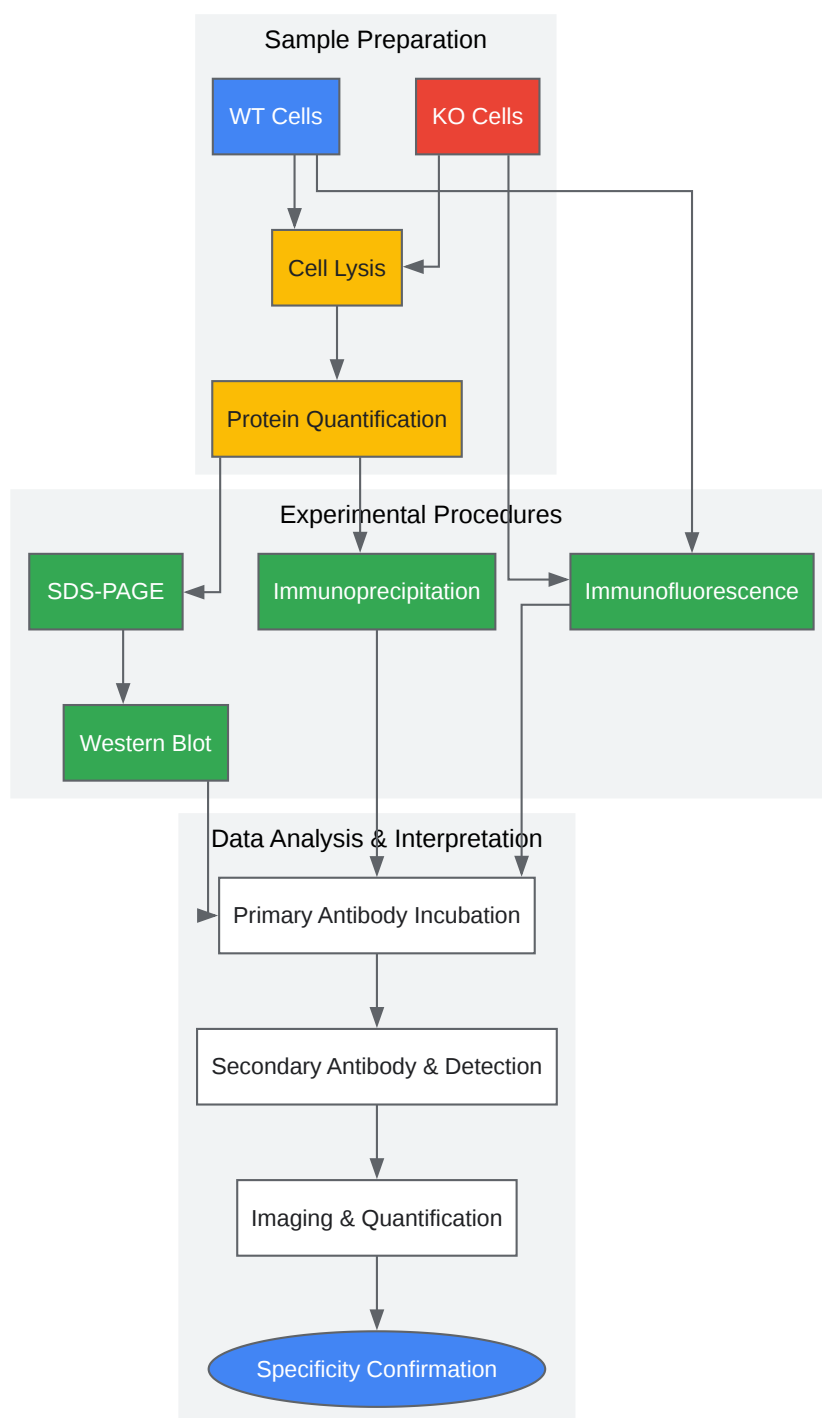 Sample Preparation
WT Cells
KO Cells
Cell Lysis
Protein Quantification
Experimental Procedures
SDS-PAGE
Immunoprecipitation
Immunofluorescence
Western Blot
Data Analysis & Interpretation
Primary Antibody Incubation
Secondary Antibody & Detection
Imaging & Quantification
Specificity Confirmation